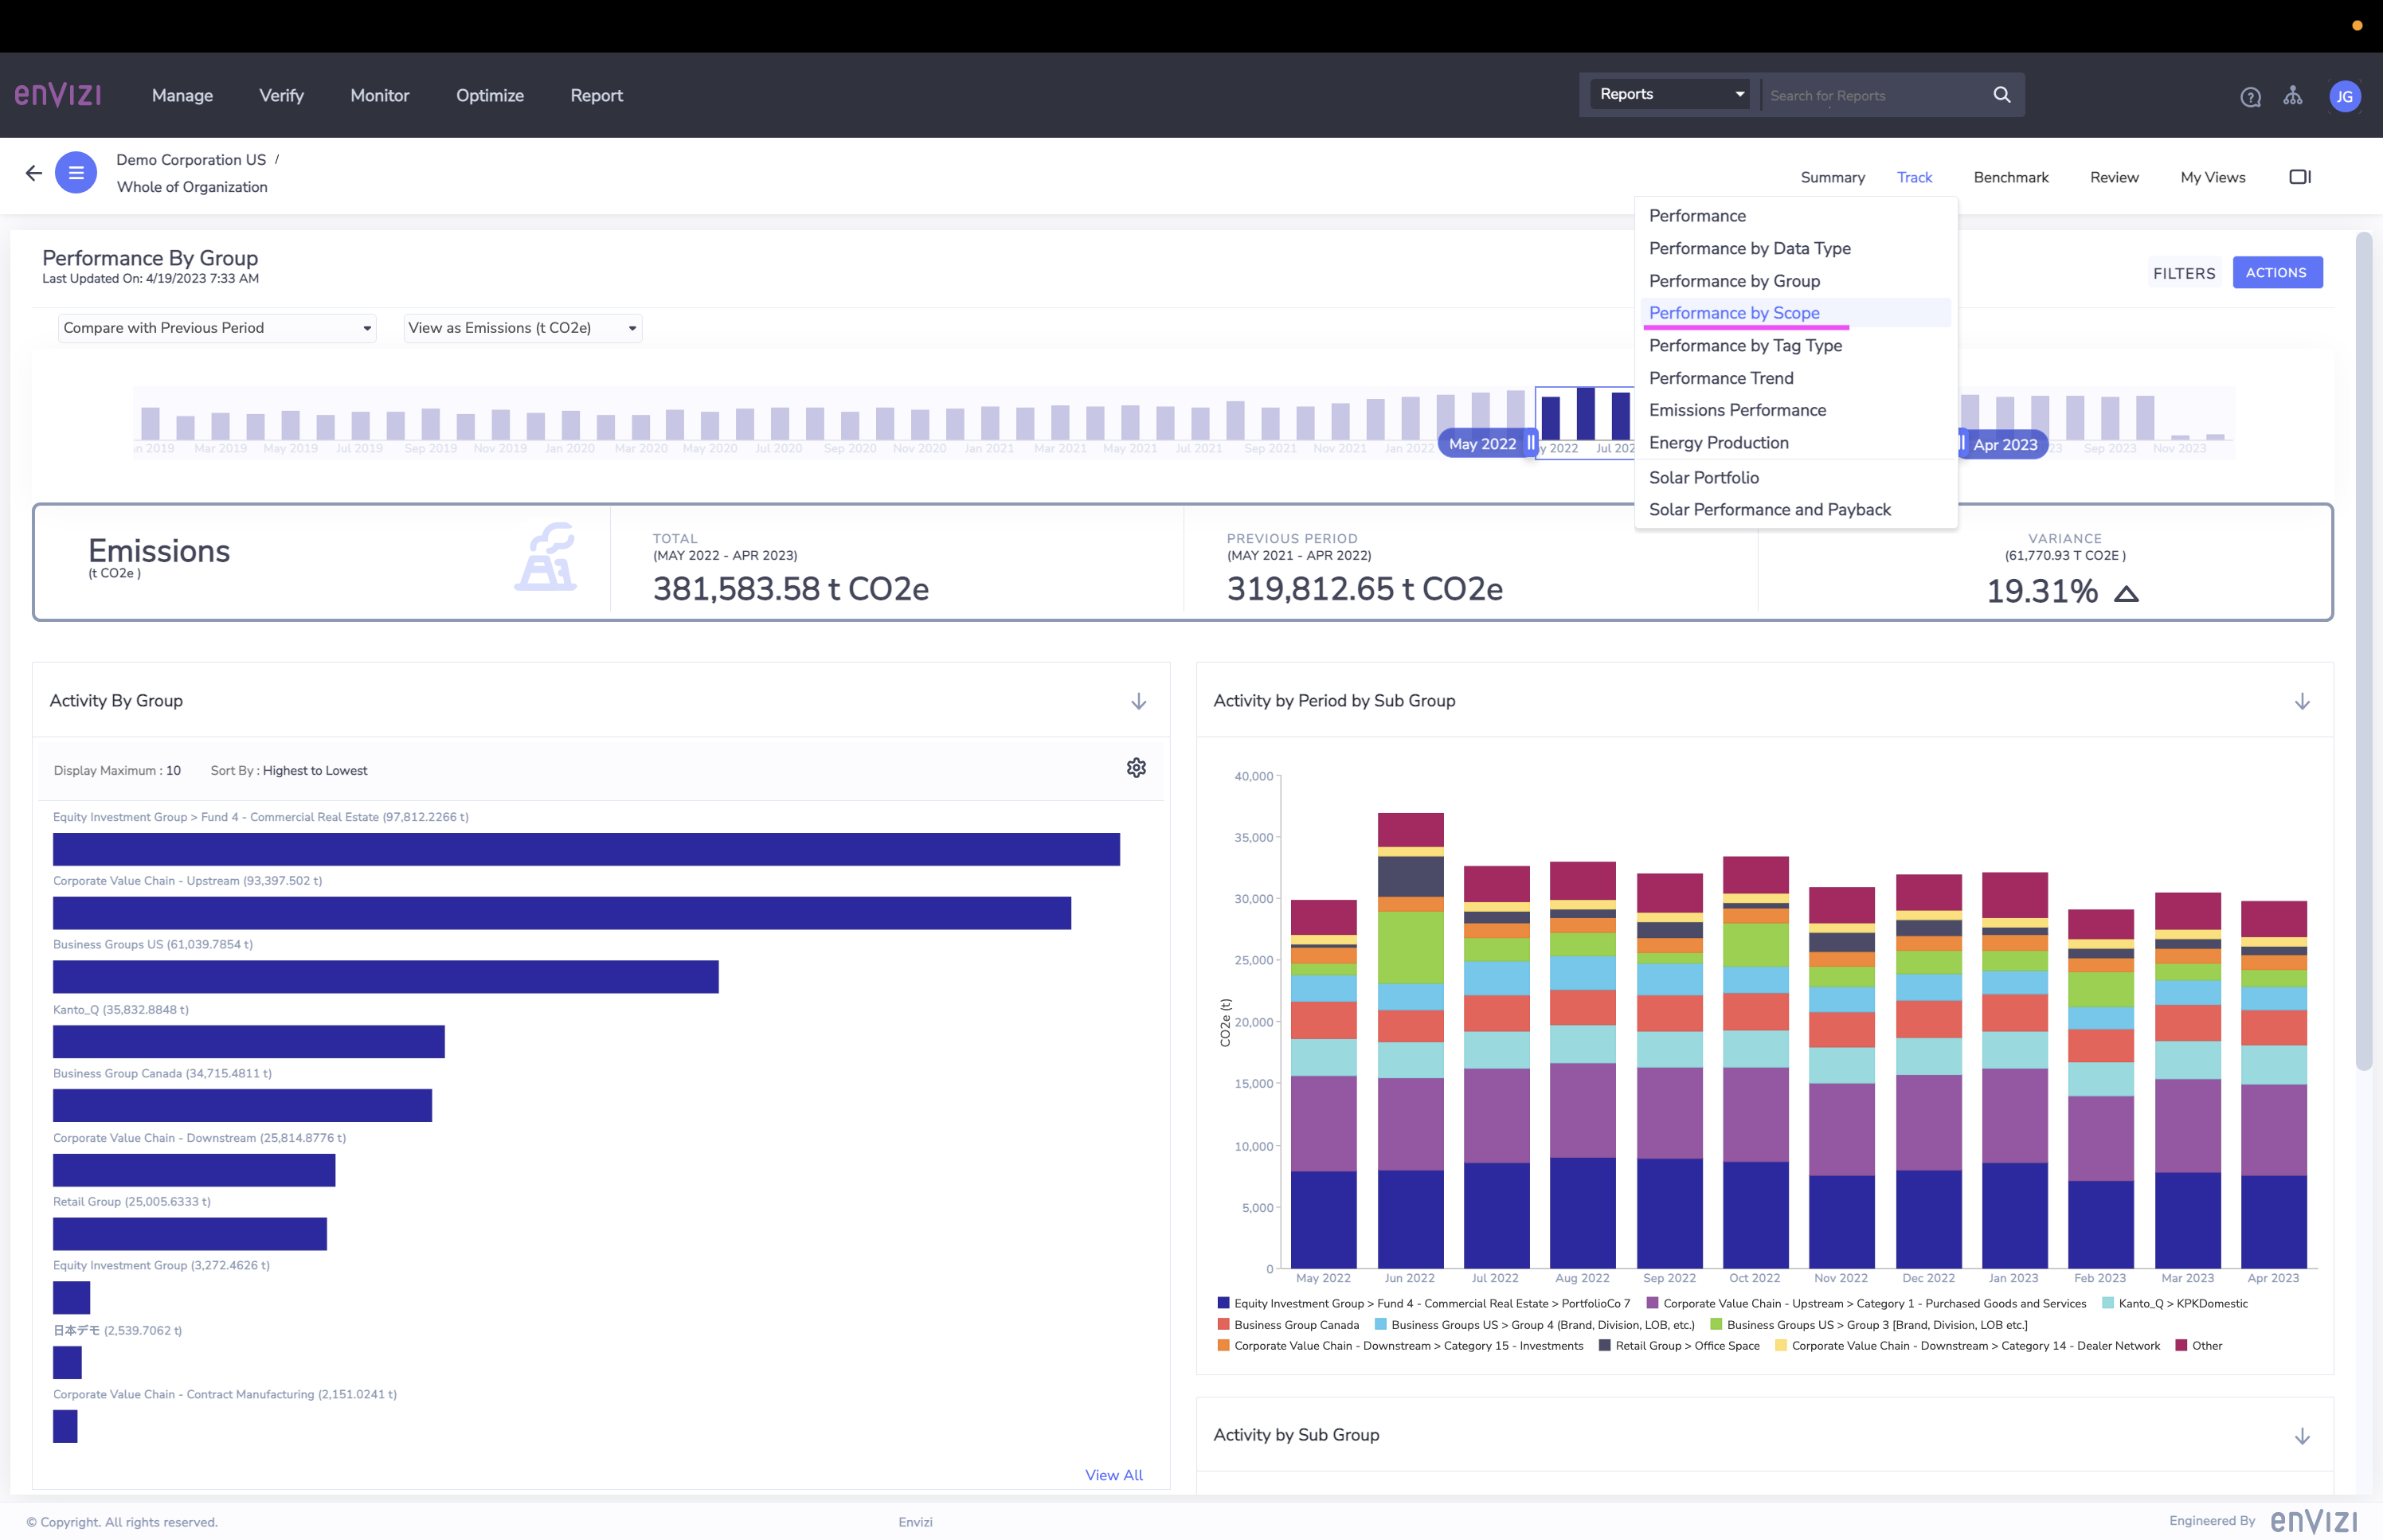 enVIZI
Manage Verify Monitor Optimize Report
Reports
Search for Reports
JG
Demo Corporation US /
Whole of Organization
Summary Track Benchmark Review My Views
Performance
Performance by Data Type
Performance by Group
Performance by Scope
Performance by Tag Type
Performance Trend
Emissions Performance
Energy Production
Solar Portfolio
Solar Performance and Payback
Performance By Group
Last Updated On: 4/19/2023 7:33 AM
FILTERS ACTIONS
Compare with Previous Period View as Emissions (t CO2e)
2019 Mar 2019 May 2019 Jul 2019 Sep 2019 Nov 2019 Jan 2020 Mar 2020 May 2020 Jul 2020 Sep 2020 Nov 2020 Jan 2021 Mar 2021 May 2021 Jul 2021 Sep 2021 Nov 2021 Jan 2022 May 2022 y 2022 Jul 202 Apr 2023 23 Sep 2023 Nov 2023
Emissions
(t CO2e )
TOTAL
(MAY 2022 - APR 2023)
381,583.58 t CO2e
PREVIOUS PERIOD
(MAY 2021 - APR 2022)
319,812.65 t CO2e
VARIANCE
(61,770.93 T CO2E )
19.31%
Activity By Group
Display Maximum : 10 Sort By : Highest to Lowest
Equity Investment Group > Fund 4 - Commercial Real Estate (97,812.2266 t)
Corporate Value Chain - Upstream (93,397.502 t)
Business Groups US (61,039.7854 t)
Kanto_Q (35,832.8848 t)
Business Group Canada (34,715.4811 t)
Corporate Value Chain - Downstream (25,814.8776 t)
Retail Group (25,005.6333 t)
Equity Investment Group (3,272.4626 t)
日本デモ (2,539.7062 t)
Corporate Value Chain - Contract Manufacturing (2,151.0241 t)
View All
Activity by Period by Sub Group
CO2e (t)
40,000
35,000
30,000
25,000
20,000
15,000
10,000
5,000
0
May 2022 Jun 2022 Jul 2022 Aug 2022 Sep 2022 Oct 2022 Nov 2022 Dec 2022 Jan 2023 Feb 2023 Mar 2023 Apr 2023
Equity Investment Group > Fund 4 - Commercial Real Estate > PortfolioCo 7 Corporate Value Chain - Upstream > Category 1 - Purchased Goods and Services Kanto_Q > KPKDomestic
Business Group Canada Business Groups US > Group 4 (Brand, Division, LOB, etc.) Business Groups US > Group 3 [Brand, Division, LOB etc.]
Corporate Value Chain - Downstream > Category 15 - Investments Retail Group > Office Space Corporate Value Chain - Downstream > Category 14 - Dealer Network Other
Activity by Sub Group
© Copyright. All rights reserved. Envizi Engineered By enVIZI